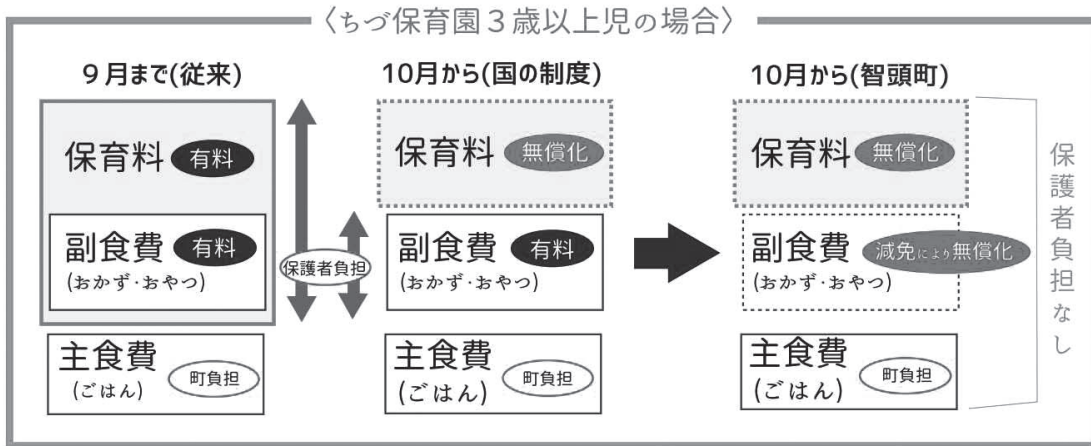 〈ちづ保育園３歳以上児の場合〉
９月まで(従来)
保育料 有料
副食費 有料
(おかず・おやつ)
主食費 町負担
(ごはん)
保護者負担
10月から(国の制度)
保育料 無償化
副食費 有料
(おかず・おやつ)
主食費 町負担
(ごはん)
10月から(智頭町)
保育料 無償化
副食費 減免により無償化
(おかず・おやつ)
主食費 町負担
(ごはん)
保護者負担なし